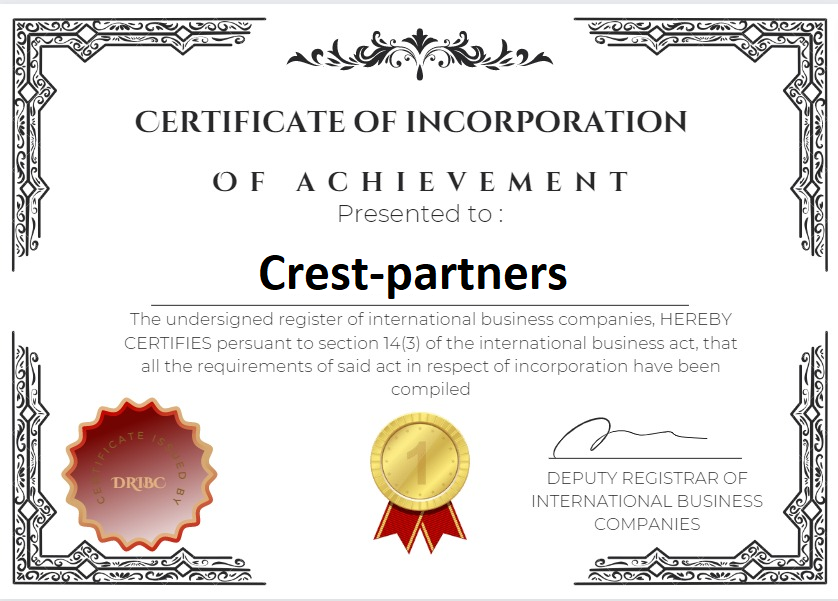 CERTIFICATE OF INCORPORATION
OF ACHIEVEMENT
Presented to :
Crest-partners
The undersigned register of international business companies, HEREBY
CERTIFIES pursuant to section 14(3) of the international business act, that
all the requirements of said act in respect of incorporation have been
compiled
CERTIFICATE ISSUED BY
DRIBC
1
DEPUTY REGISTRAR OF
INTERNATIONAL BUSINESS
COMPANIES